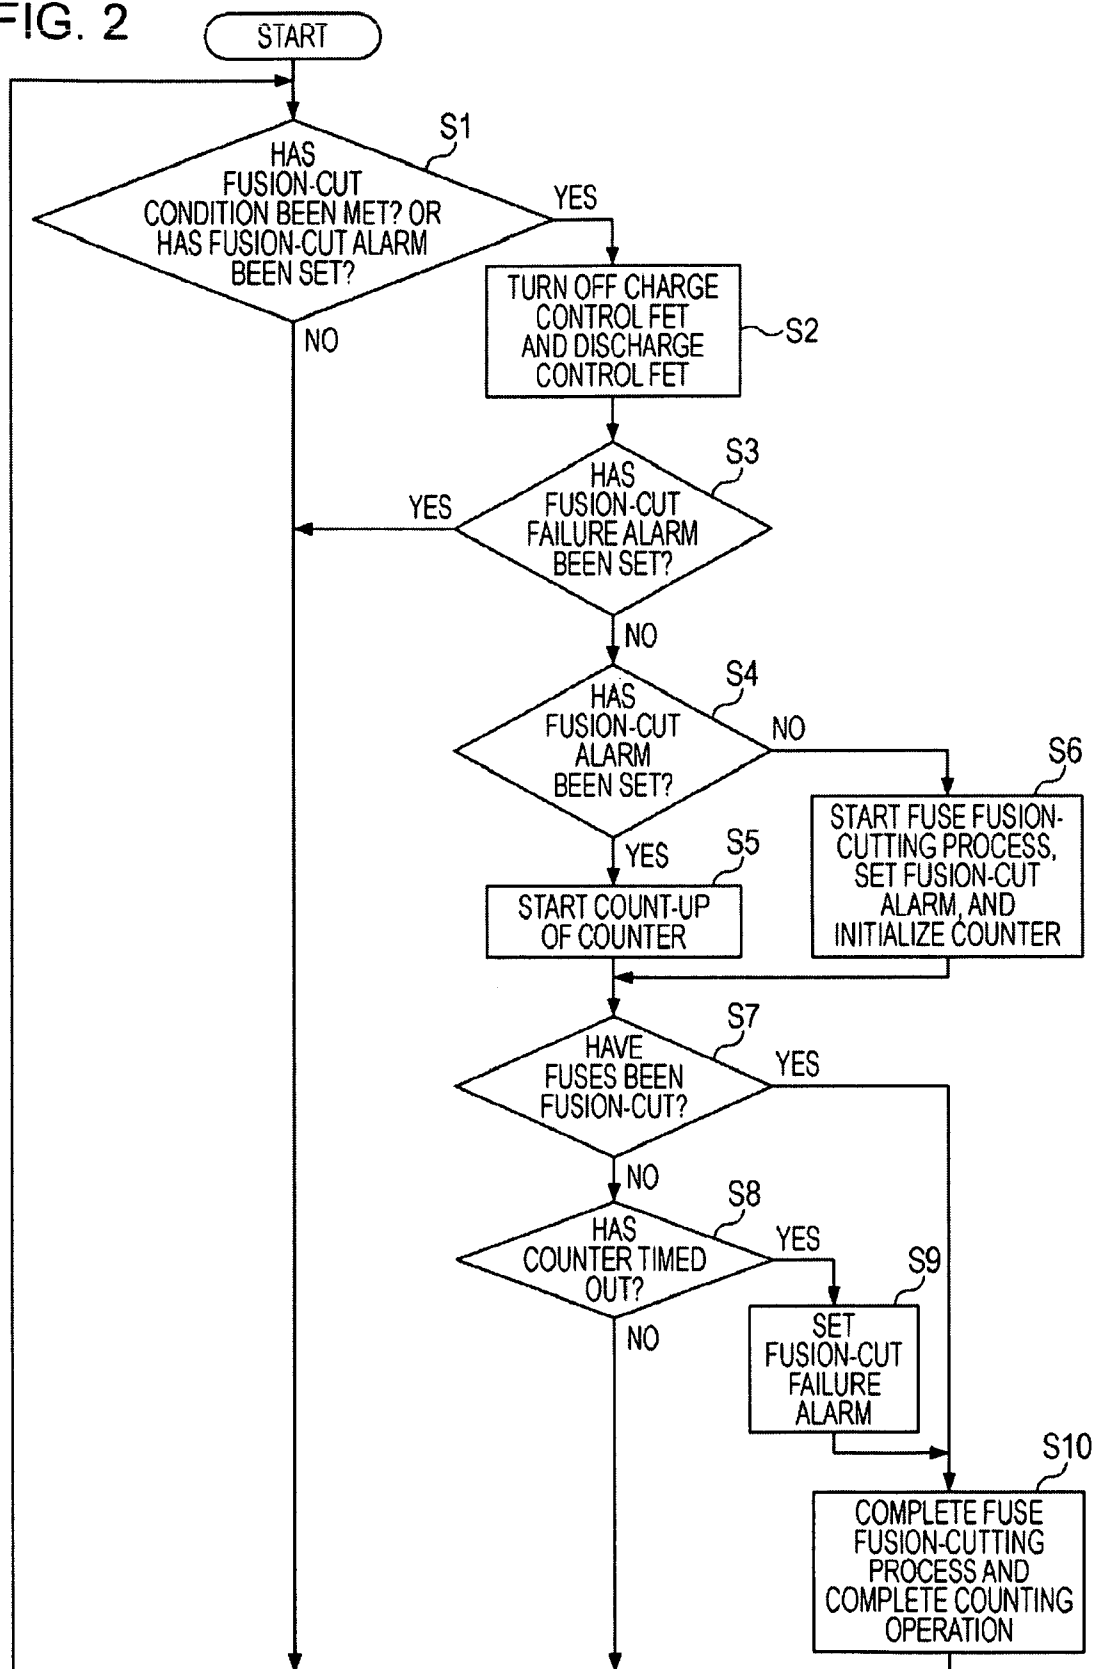 FIG. 2
START
S1
HAS
FUSION-CUT
CONDITION BEEN MET? OR
HAS FUSION-CUT ALARM
BEEN SET?
YES
NO
TURN OFF CHARGE
CONTROL FET
AND DISCHARGE
CONTROL FET
S2
S3
HAS
FUSION-CUT
FAILURE ALARM
BEEN SET?
YES
NO
S4
HAS
FUSION-CUT
ALARM
BEEN SET?
NO
YES
S6
START FUSE FUSION-
CUTTING PROCESS,
SET FUSION-CUT
ALARM, AND
INITIALIZE COUNTER
S5
START COUNT-UP
OF COUNTER
S7
HAVE
FUSES BEEN
FUSION-CUT?
YES
NO
S8
HAS
COUNTER TIMED
OUT?
YES
NO
S9
SET
FUSION-CUT
FAILURE
ALARM
S10
COMPLETE FUSE
FUSION-CUTTING
PROCESS AND
COMPLETE COUNTING
OPERATION